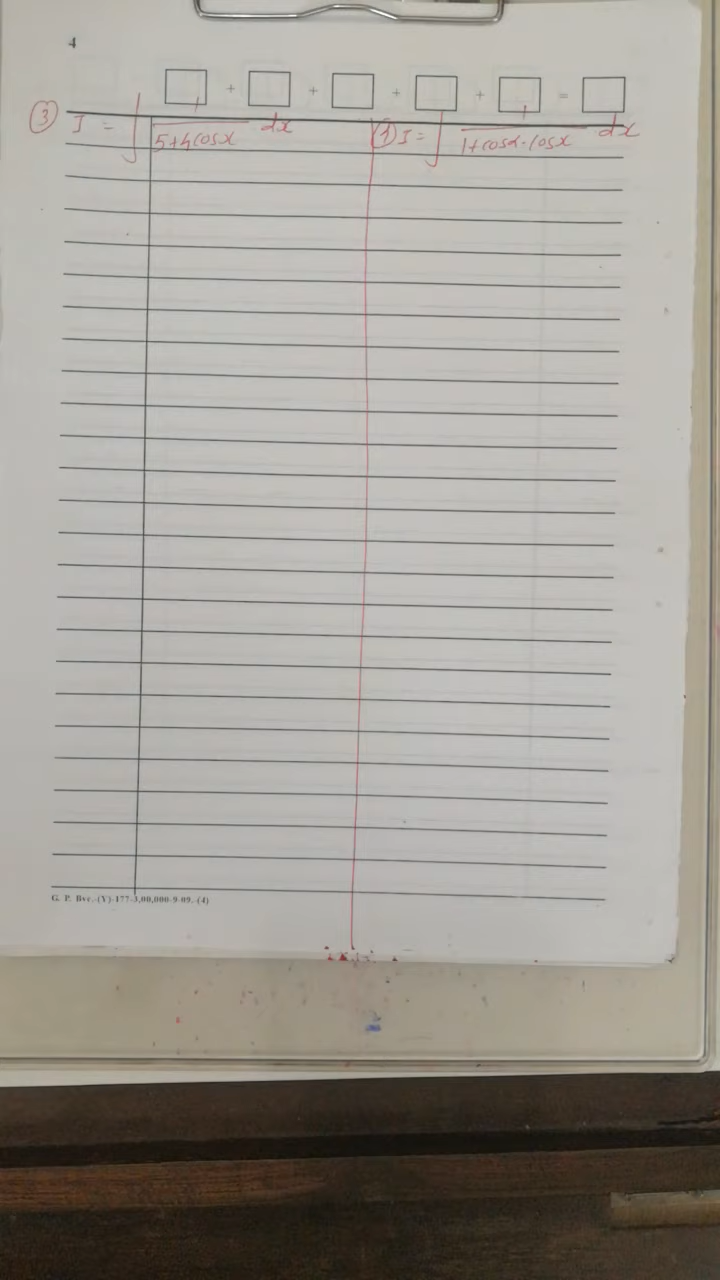 4
+ + + + =
③ I = ∫ 1/(5+4cosx) dx
① I = ∫ 1/(1+cosα·cosx) dx
G. P. Bvr.-(Y)-177-3,00,000-9-09.-(4)